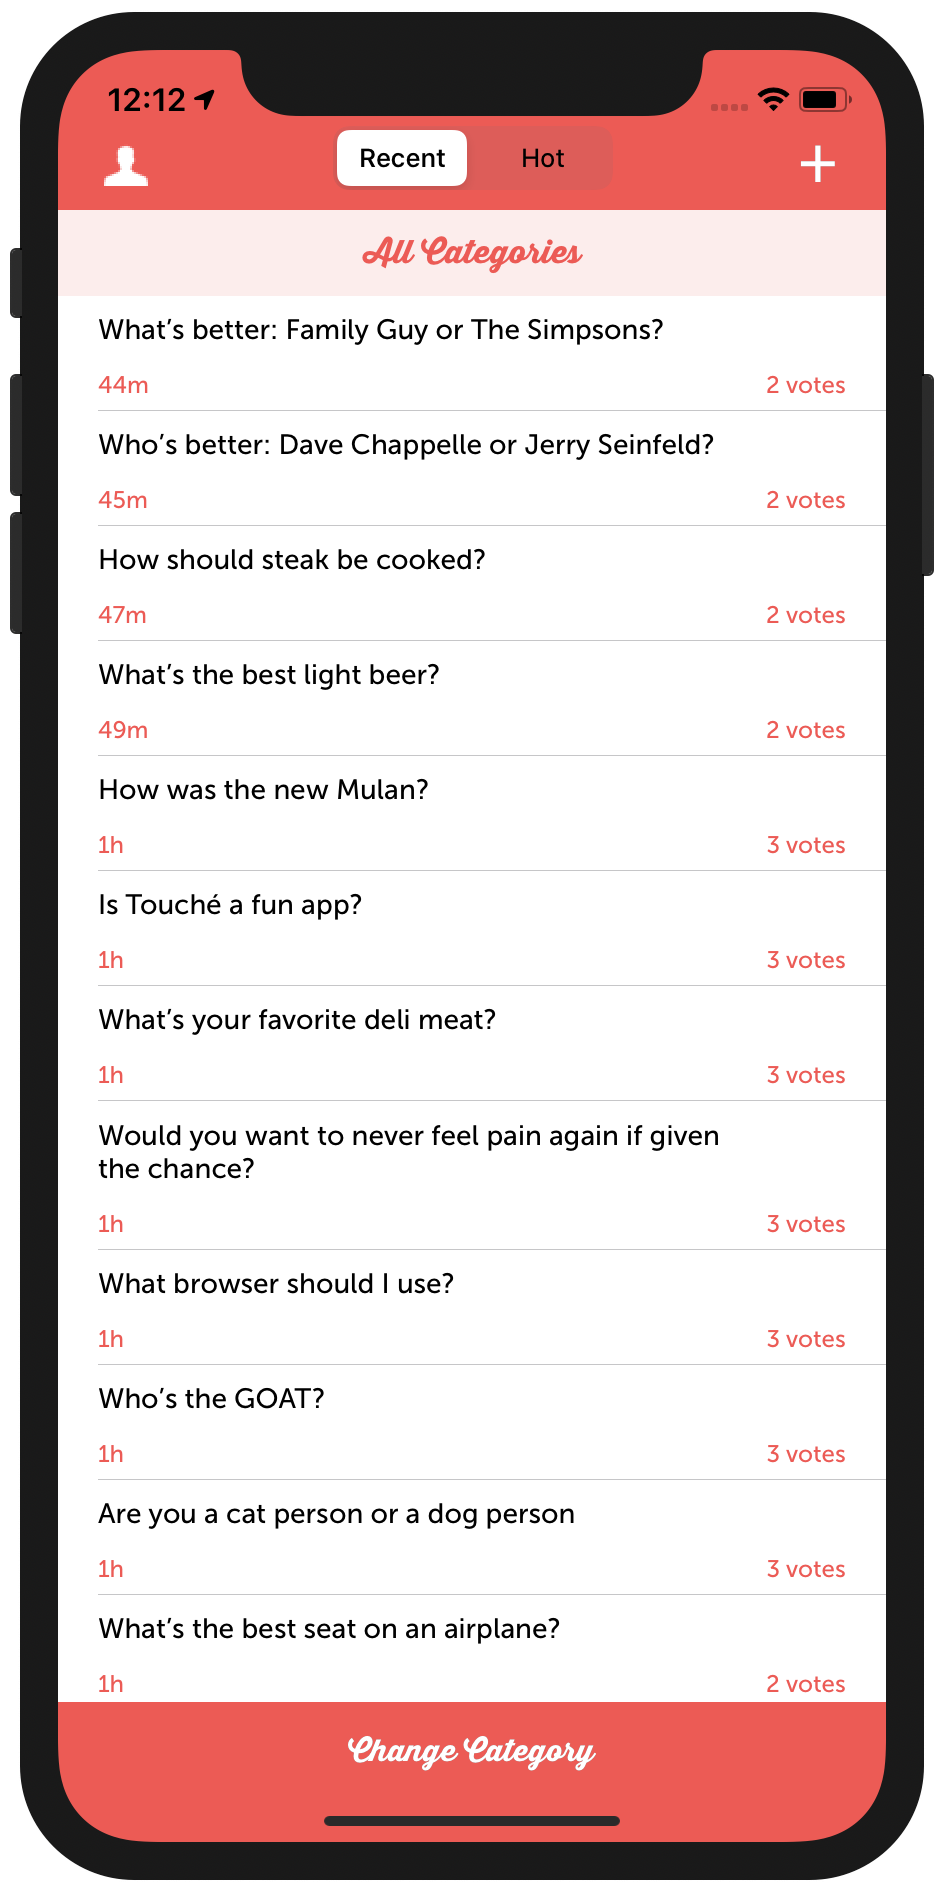 12:12
Recent Hot
All Categories
What’s better: Family Guy or The Simpsons?
44m 2 votes
Who’s better: Dave Chappelle or Jerry Seinfeld?
45m 2 votes
How should steak be cooked?
47m 2 votes
What’s the best light beer?
49m 2 votes
How was the new Mulan?
1h 3 votes
Is Touché a fun app?
1h 3 votes
What’s your favorite deli meat?
1h 3 votes
Would you want to never feel pain again if given
the chance?
1h 3 votes
What browser should I use?
1h 3 votes
Who’s the GOAT?
1h 3 votes
Are you a cat person or a dog person
1h 3 votes
What’s the best seat on an airplane?
1h 2 votes
Change Category